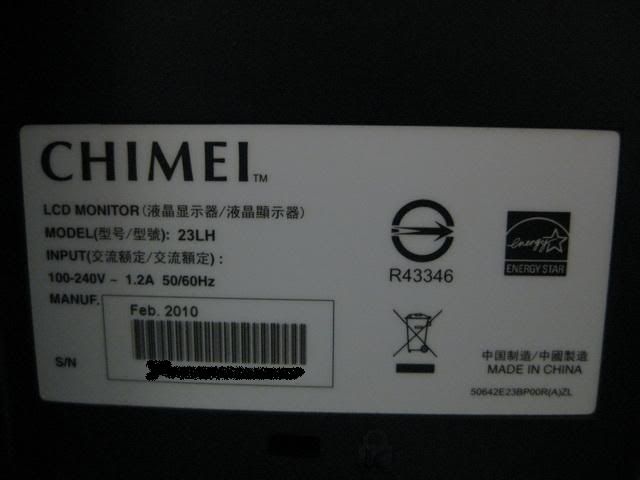 CHIMEI™
LCD MONITOR(液晶显示器/液晶顯示器)
MODEL(型号/型號): 23LH
INPUT(交流額定/交流額定) :
100-240V ~ 1.2A 50/60Hz
MANUF.
Feb. 2010
S/N
R43346
energy
ENERGY STAR
中国制造/中國製造
MADE IN CHINA
50642E23BP00R(A)ZL